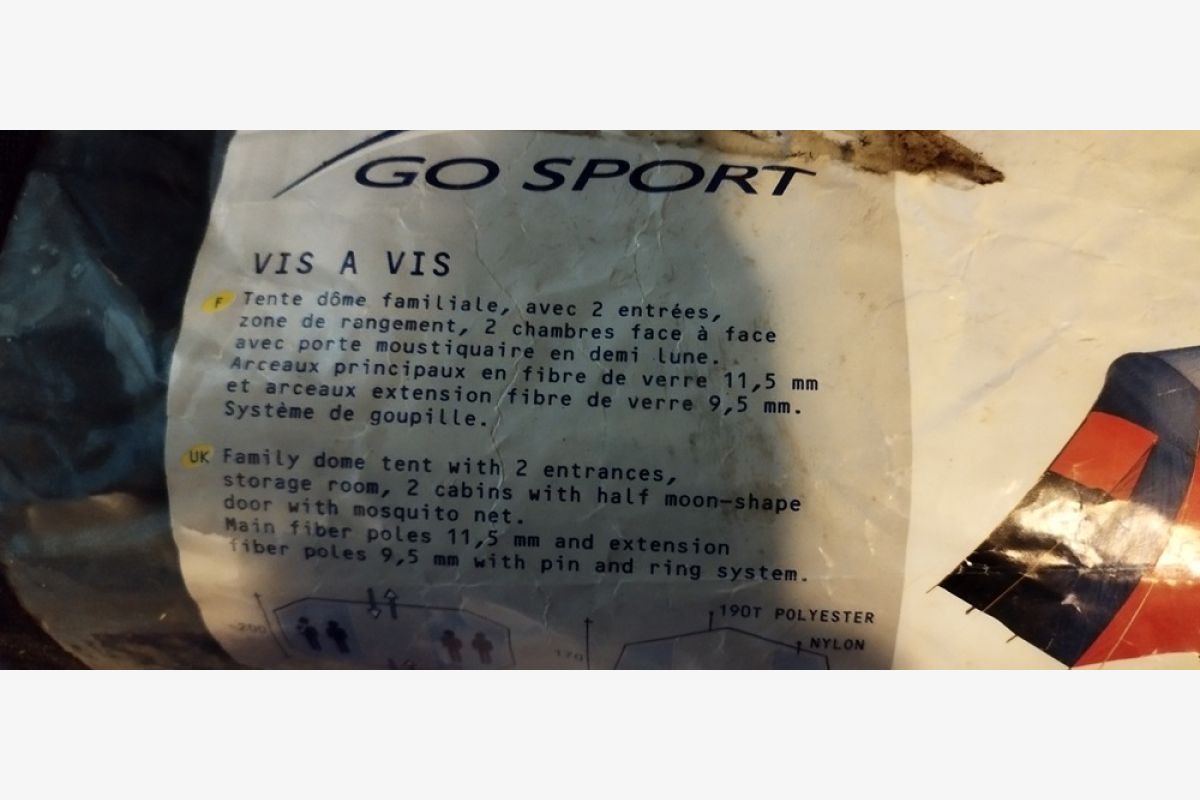 GO SPORT
VIS A VIS
F Tente dôme familiale, avec 2 entrées,
zone de rangement, 2 chambres face à face
avec porte moustiquaire en demi lune.
Arceaux principaux en fibre de verre 11,5 mm
et arceaux extension fibre de verre 9,5 mm.
Système de goupille.
UK Family dome tent with 2 entrances,
storage room, 2 cabins with half moon-shape
door with mosquito net.
Main fiber poles 11,5 mm and extension
fiber poles 9,5 mm with pin and ring system.
190T POLYESTER
NYLON
200
170